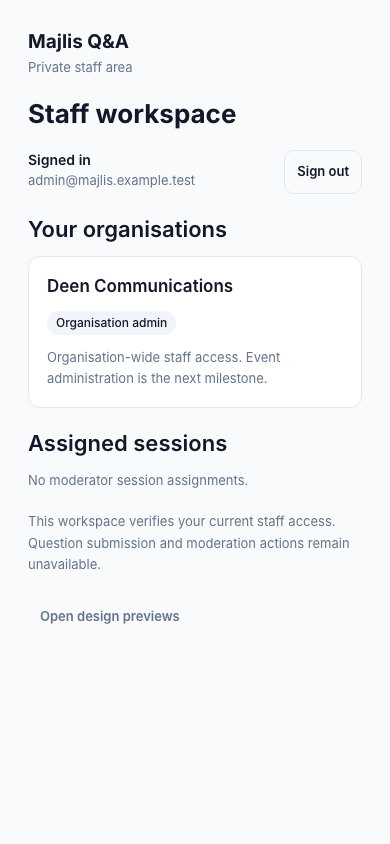 Majlis Q&A
Private staff area
Staff workspace
Signed in
admin@majlis.example.test
Sign out
Your organisations
Deen Communications
Organisation admin
Organisation-wide staff access. Event
administration is the next milestone.
Assigned sessions
No moderator session assignments.
This workspace verifies your current staff access.
Question submission and moderation actions remain
unavailable.
Open design previews